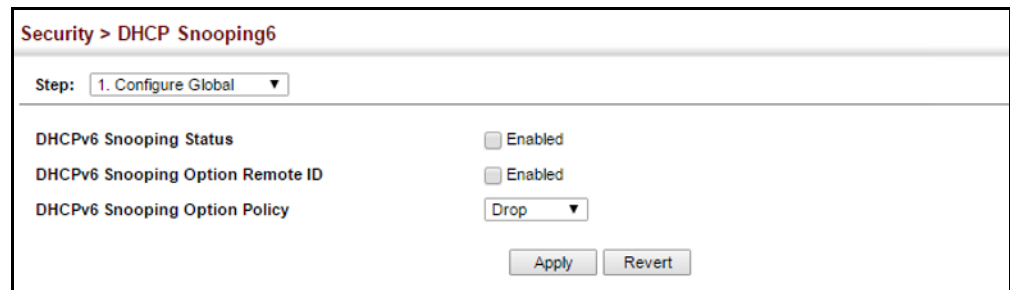 Security > DHCP Snooping6
Step: 1. Configure Global
DHCPv6 Snooping Status Enabled
DHCPv6 Snooping Option Remote ID Enabled
DHCPv6 Snooping Option Policy Drop
Apply Revert